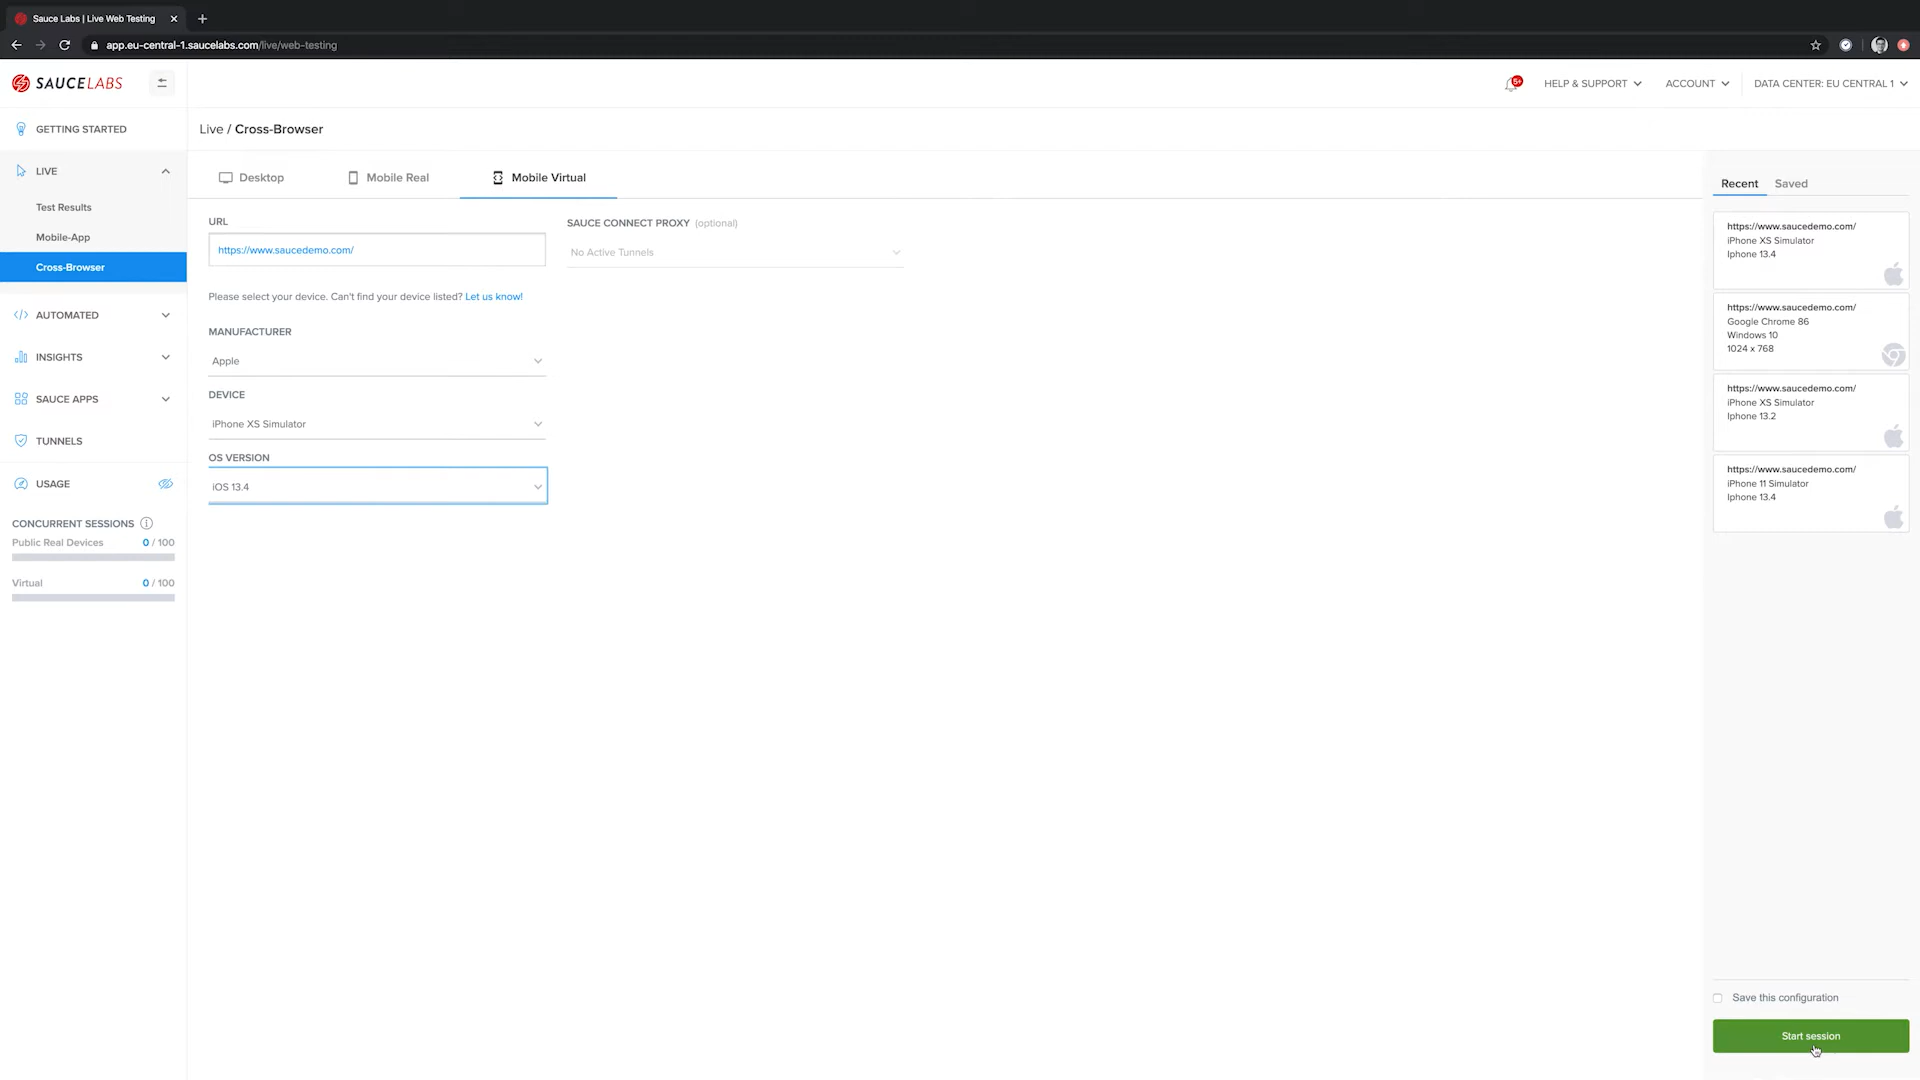 Sauce Labs | Live Web Testing
app.eu-central-1.saucelabs.com/live/web-testing
SAUCELABS
5+
HELP & SUPPORT
ACCOUNT
DATA CENTER: EU CENTRAL 1
GETTING STARTED
LIVE
Test Results
Mobile-App
Cross-Browser
AUTOMATED
INSIGHTS
SAUCE APPS
TUNNELS
USAGE
CONCURRENT SESSIONS
Public Real Devices 0 / 100
Virtual 0 / 100
Live / Cross-Browser
Desktop
Mobile Real
Mobile Virtual
URL
https://www.saucedemo.com/
SAUCE CONNECT PROXY (optional)
No Active Tunnels
Please select your device. Can't find your device listed? Let us know!
MANUFACTURER
Apple
DEVICE
iPhone XS Simulator
OS VERSION
iOS 13.4
Recent
Saved
https://www.saucedemo.com/
iPhone XS Simulator
Iphone 13.4
https://www.saucedemo.com/
Google Chrome 86
Windows 10
1024 x 768
https://www.saucedemo.com/
iPhone XS Simulator
Iphone 13.2
https://www.saucedemo.com/
iPhone 11 Simulator
Iphone 13.4
Save this configuration
Start session